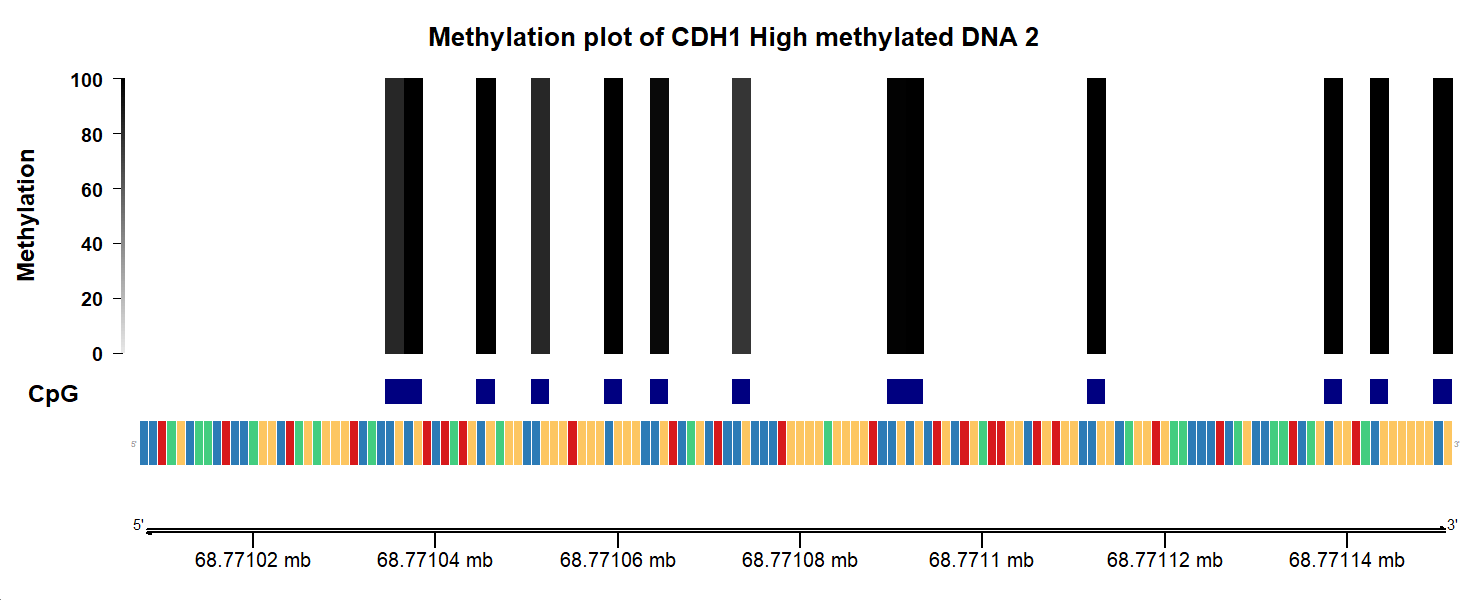 Methylation plot of CDH1 High methylated DNA 2
100
80
60
40
20
0
Methylation
CpG
5'
3'
5'
3'
68.77102 mb
68.77104 mb
68.77106 mb
68.77108 mb
68.7711 mb
68.77112 mb
68.77114 mb